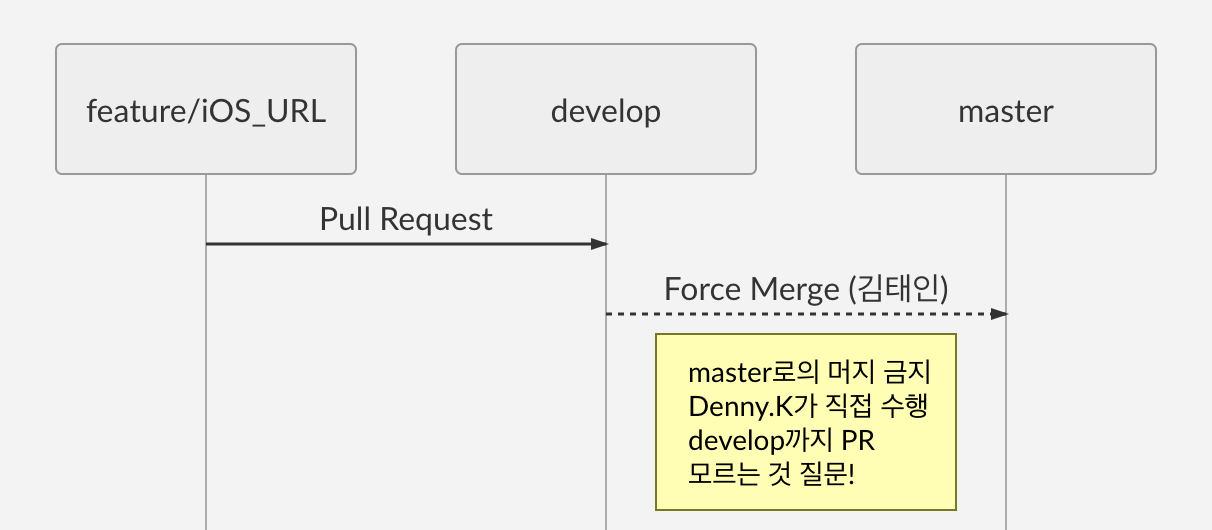 feature/iOS_URL
develop
master
Pull Request
Force Merge (김태인)
master로의 머지 금지
Denny.K가 직접 수행
develop까지 PR
모르는 것 질문!